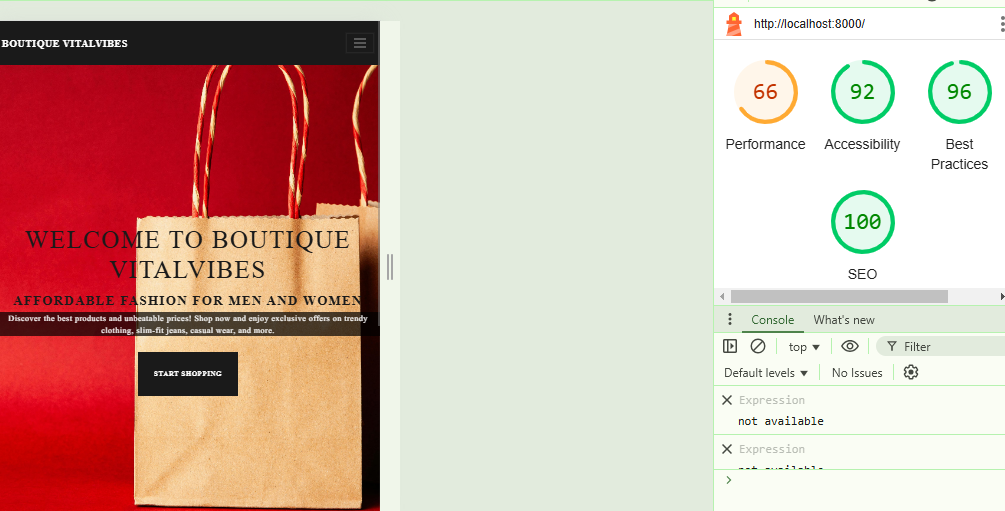 BOUTIQUE VITALVIBES
WELCOME TO BOUTIQUE
VITALVIBES
AFFORDABLE FASHION FOR MEN AND WOMEN
Discover the best products and unbeatable prices! Shop now and enjoy exclusive offers on trendy
clothing, slim-fit jeans, casual wear, and more.
START SHOPPING
http://localhost:8000/
66
92
96
Performance
Accessibility
Best
Practices
100
SEO
Console
What's new
top
Filter
Default levels
No Issues
Expression
not available
Expression
not available